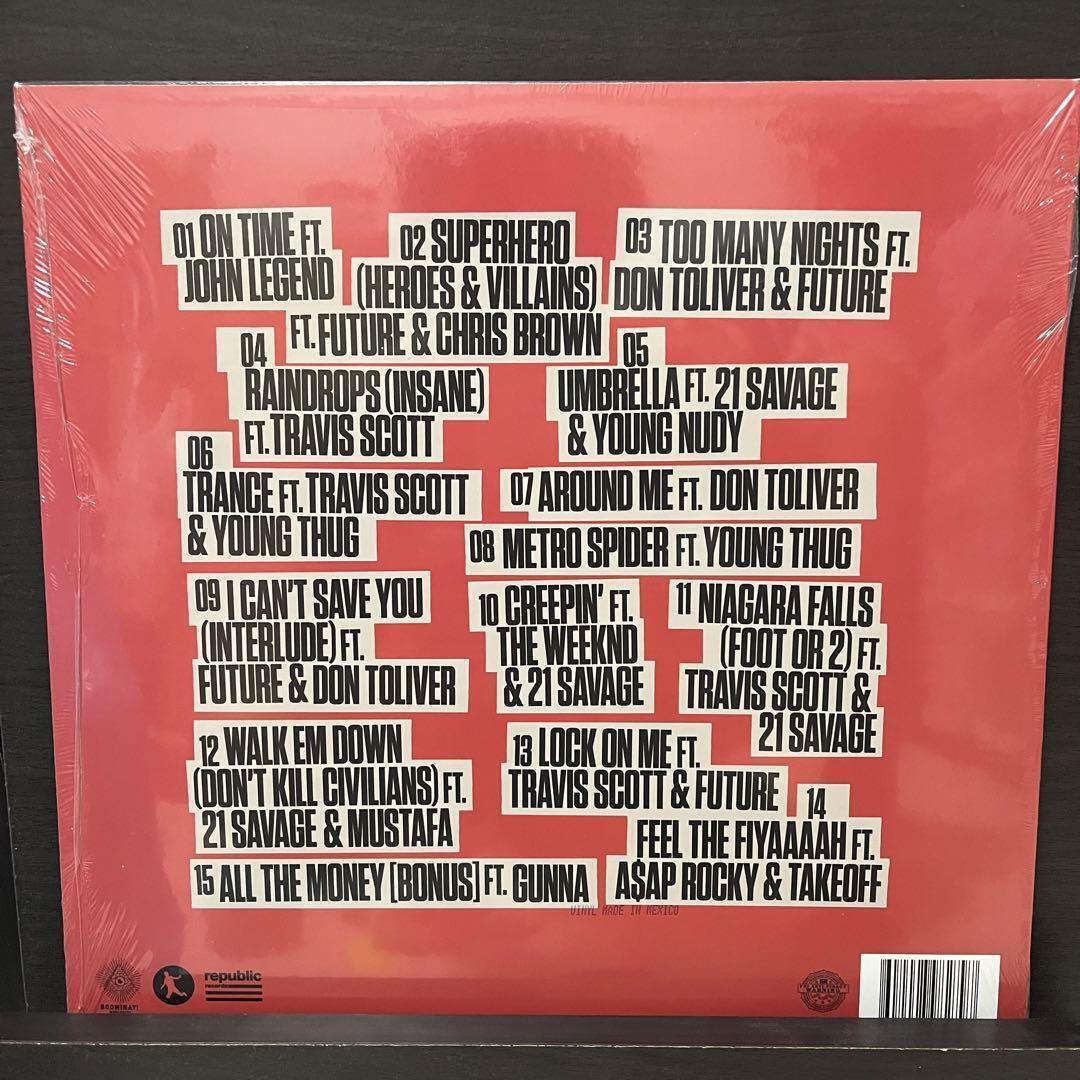 01 ON TIME FT.
JOHN LEGEND
02 SUPERHERO
(HEROES & VILLAINS)
FT. FUTURE & CHRIS BROWN
03 TOO MANY NIGHTS FT.
DON TOLIVER & FUTURE
04
RAINDROPS (INSANE)
FT. TRAVIS SCOTT
05
UMBRELLA FT. 21 SAVAGE
& YOUNG NUDY
06
TRANCE FT. TRAVIS SCOTT
& YOUNG THUG
07 AROUND ME FT. DON TOLIVER
08 METRO SPIDER FT. YOUNG THUG
09 I CAN'T SAVE YOU
(INTERLUDE) FT.
FUTURE & DON TOLIVER
10 CREEPIN' FT.
THE WEEKND
& 21 SAVAGE
11 NIAGARA FALLS
(FOOT OR 2) FT.
TRAVIS SCOTT &
21 SAVAGE
12 WALK EM DOWN
(DON'T KILL CIVILIANS) FT.
21 SAVAGE & MUSTAFA
13 LOCK ON ME FT.
TRAVIS SCOTT & FUTURE
14
FEEL THE FIYAAAAH FT.
A$AP ROCKY & TAKEOFF
15 ALL THE MONEY [BONUS] FT. GUNNA
VINYL MADE IN MEXICO
BOOMINATI
republic
records
WARNING